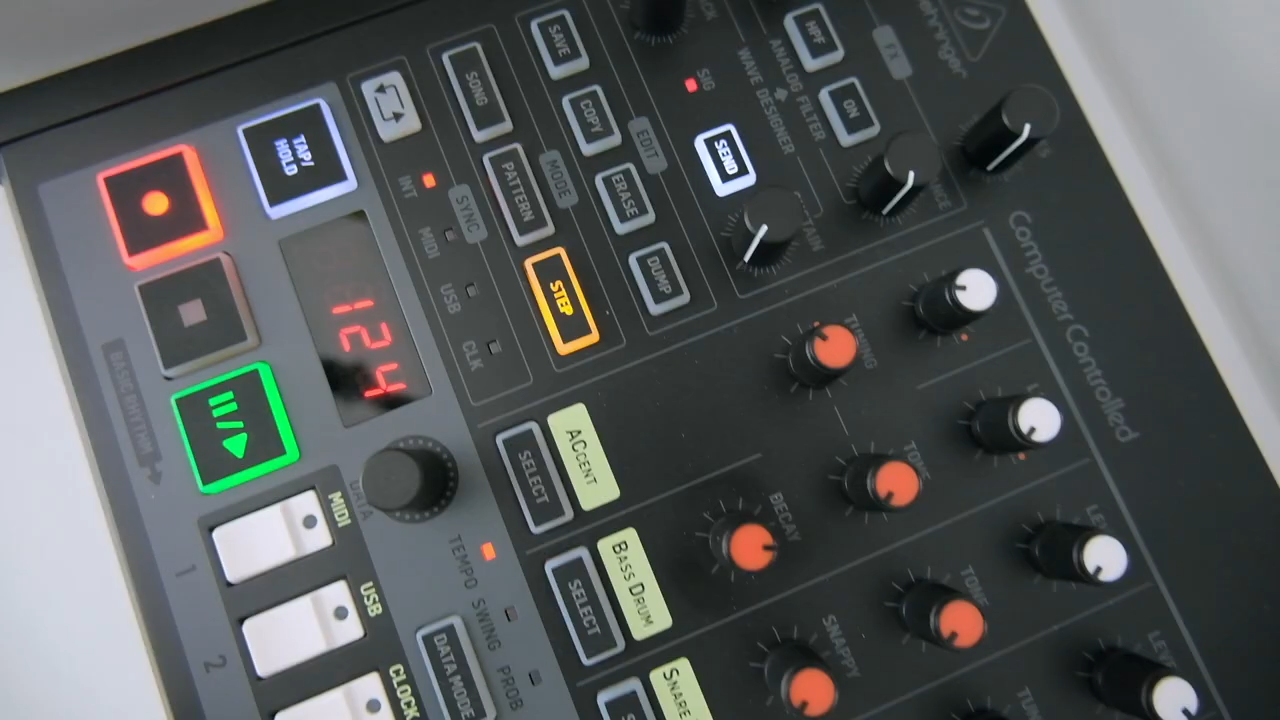 behringer
FX
HPF
ON
ANALOG FILTER
WAVE DESIGNER
SIG
SEND
SAVE
COPY
EDIT
ERASE
DUMP
SONG
MODE
PATTERN
STEP
INT
SYNC
MIDI
USB
CLK
TAP/
HOLD
124
BASIC RHYTHM
DATA
TEMPO
SWING
PROB
DATA MODE
MIDI
1
USB
2
CLOCK
Computer Controlled
ACCENT
SELECT
BASS DRUM
SELECT
SNARE
TUNING
TONE
DECAY
TONE
SNAPPY